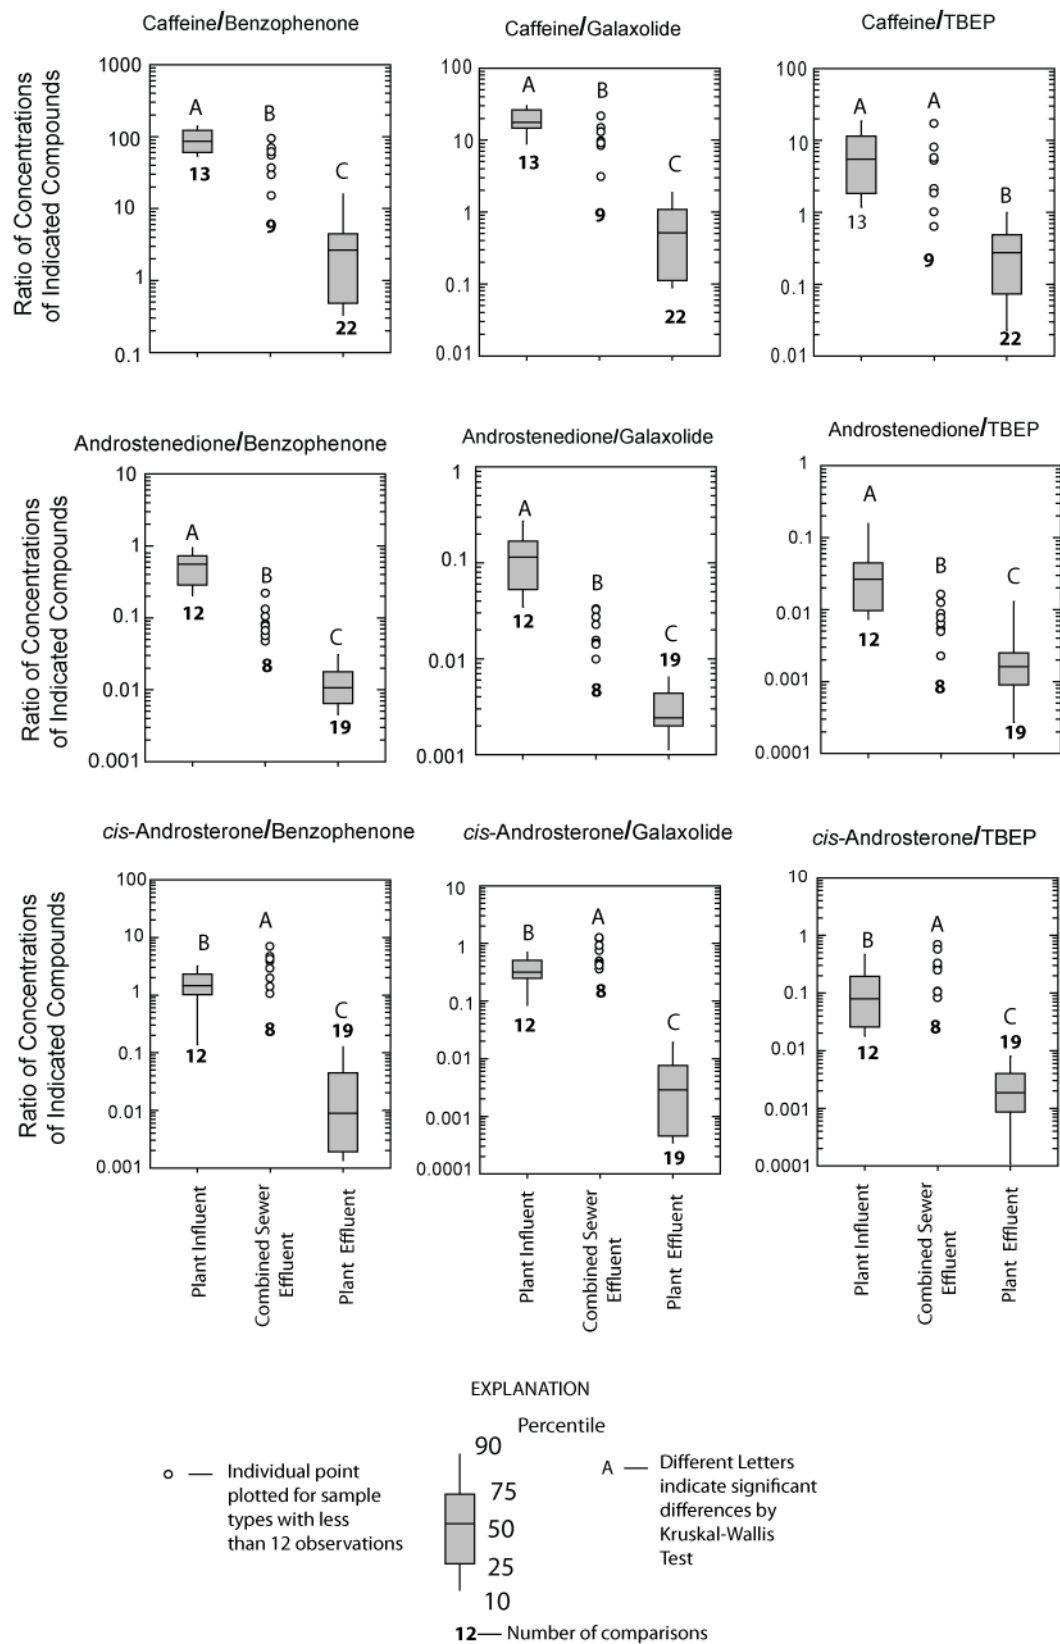 Caffeine/Benzophenone
Caffeine/Galaxolide
Caffeine/TBEP
Ratio of Concentrations
of Indicated Compounds
1000
100
10
1
0.1
A
13
B
9
C
22
100
10
1
0.1
0.01
A
13
B
9
C
22
100
10
1
0.1
0.01
A
13
A
9
B
22
Androstenedione/Benzophenone
Androstenedione/Galaxolide
Androstenedione/TBEP
Ratio of Concentrations
of Indicated Compounds
10
1
0.1
0.01
0.001
A
12
B
8
C
19
1
0.1
0.01
0.001
A
12
B
8
C
19
1
0.1
0.01
0.001
0.0001
A
12
B
8
C
19
cis-Androsterone/Benzophenone
cis-Androsterone/Galaxolide
cis-Androsterone/TBEP
Ratio of Concentrations
of Indicated Compounds
100
10
1
0.1
0.01
0.001
B
12
A
8
C
19
10
1
0.1
0.01
0.001
0.0001
B
12
A
8
C
19
10
1
0.1
0.01
0.001
0.0001
B
12
A
8
C
19
Plant Influent
Combined Sewer
Effluent
Plant Effluent
Plant Influent
Combined Sewer
Effluent
Plant Effluent
Plant Influent
Combined Sewer
Effluent
Plant Effluent
EXPLANATION
Individual point
plotted for sample
types with less
than 12 observations
Percentile
90
75
50
25
10
A — Different Letters
indicate significant
differences by
Kruskal-Wallis
Test
12— Number of comparisons